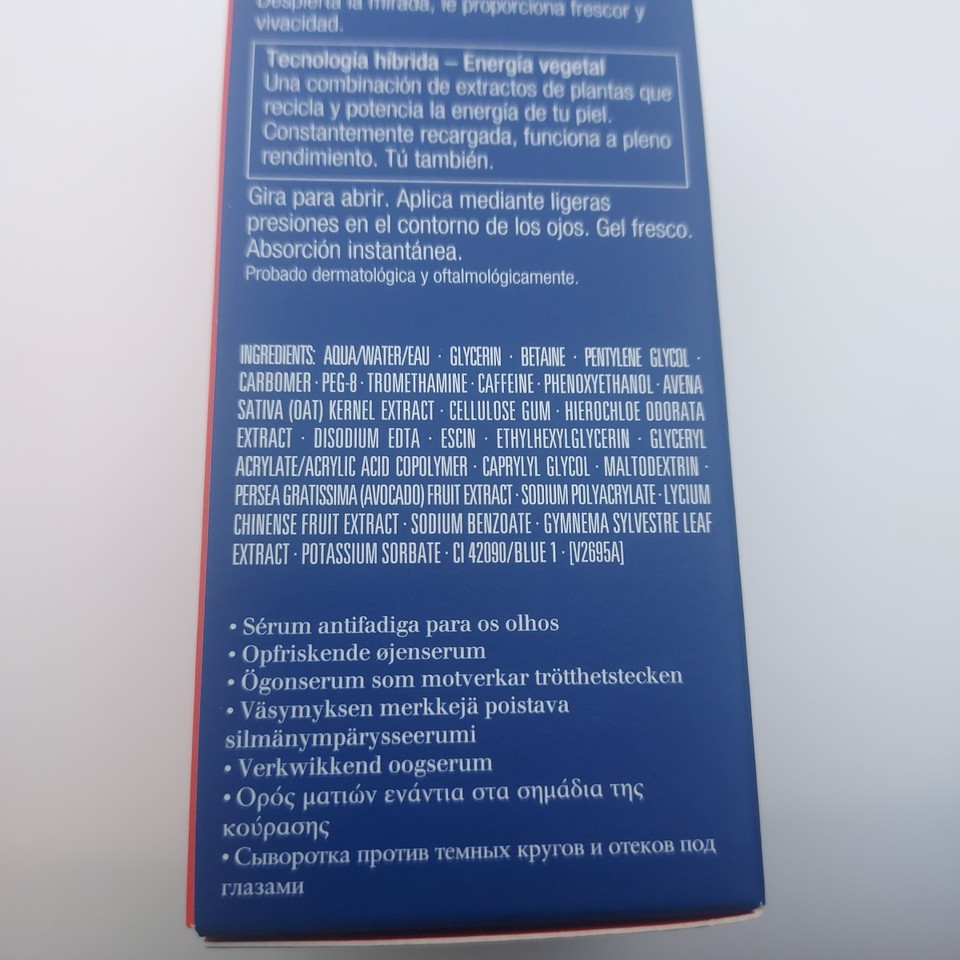 Despierta la mirada, le proporciona frescor y
vivacidad.
Tecnología híbrida – Energía vegetal
Una combinación de extractos de plantas que
recicla y potencia la energía de tu piel.
Constantemente recargada, funciona a pleno
rendimiento. Tú también.
Gira para abrir. Aplica mediante ligeras
presiones en el contorno de los ojos. Gel fresco.
Absorción instantánea.
Probado dermatológica y oftalmológicamente.
INGREDIENTS: AQUA/WATER/EAU · GLYCERIN · BETAINE · PENTYLENE GLYCOL ·
CARBOMER · PEG-8 · TROMETHAMINE · CAFFEINE · PHENOXYETHANOL · AVENA
SATIVA (OAT) KERNEL EXTRACT · CELLULOSE GUM · HIEROCHLOE ODORATA
EXTRACT · DISODIUM EDTA · ESCIN · ETHYLHEXYLGLYCERIN · GLYCERYL
ACRYLATE/ACRYLIC ACID COPOLYMER · CAPRYLYL GLYCOL · MALTODEXTRIN ·
PERSEA GRATISSIMA (AVOCADO) FRUIT EXTRACT · SODIUM POLYACRYLATE · LYCIUM
CHINENSE FRUIT EXTRACT · SODIUM BENZOATE · GYMNEMA SYLVESTRE LEAF
EXTRACT · POTASSIUM SORBATE · CI 42090/BLUE 1 · [V2695A]
• Sérum antifadiga para os olhos
• Opfriskende øjenserum
• Ögonserum som motverkar trötthetstecken
• Väsymyksen merkkejä poistava
silmänympärysseerumi
• Verkwikkend oogserum
• Ορός ματιών ενάντια στα σημάδια της
κούρασης
• Сыворотка против темных кругов и отеков под
глазами